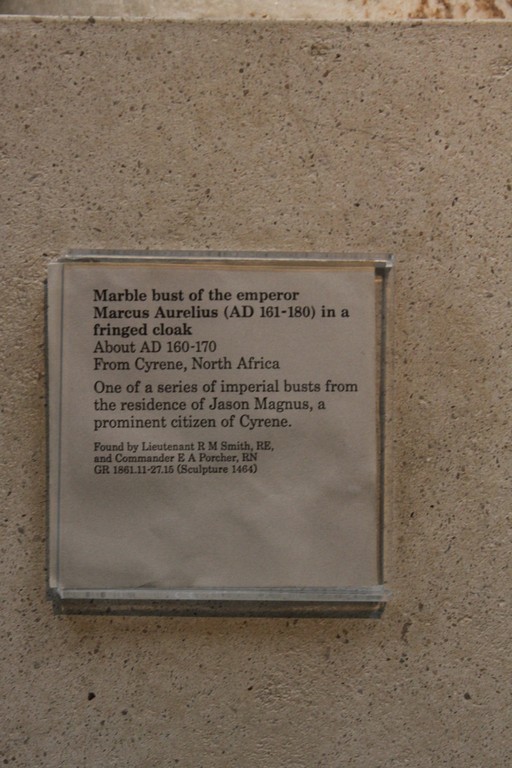 Marble bust of the emperor
Marcus Aurelius (AD 161-180) in a
fringed cloak
About AD 160-170
From Cyrene, North Africa
One of a series of imperial busts from
the residence of Jason Magnus, a
prominent citizen of Cyrene.
Found by Lieutenant R M Smith, RE,
and Commander E A Porcher, RN
GR 1861.11-27.15 (Sculpture 1464)